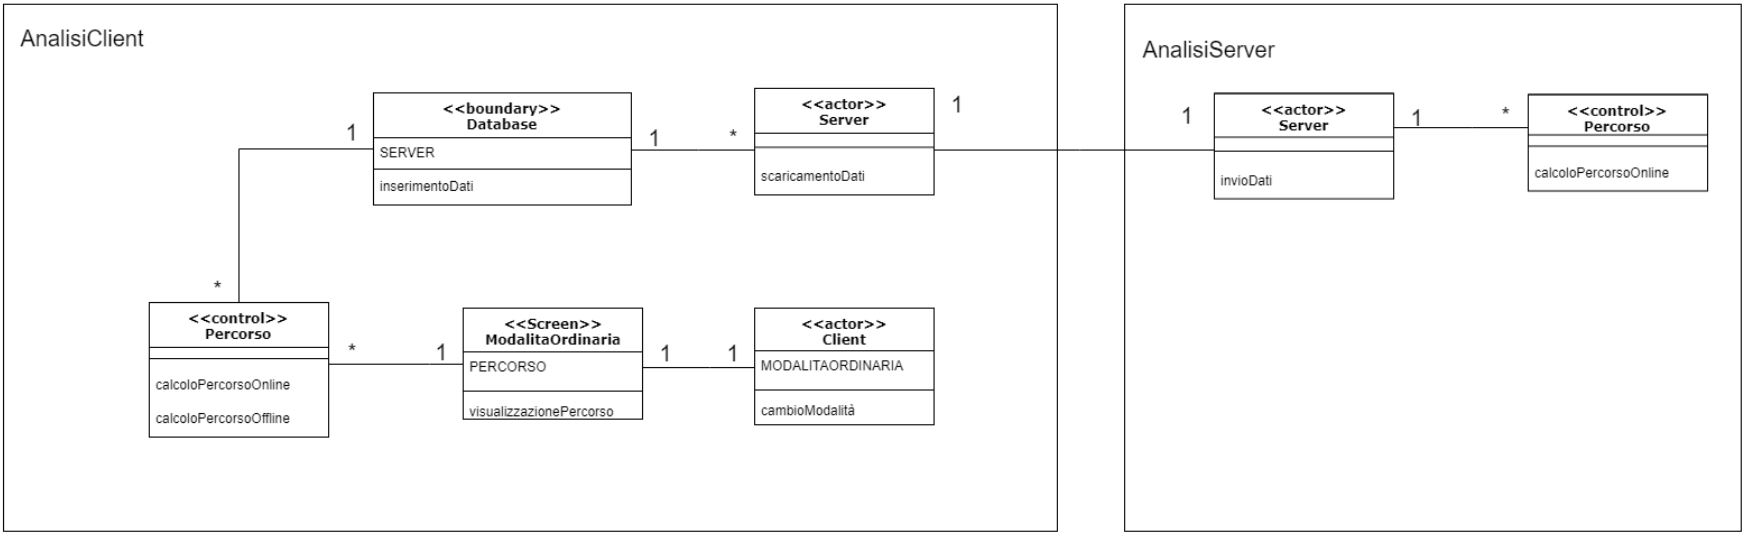 AnalisiClient
<<boundary>>
Database
SERVER
inserimentoDati
1
1
*
<<actor>>
Server
scaricamentoDati
1
*
<<control>>
Percorso
calcoloPercorsoOnline
calcoloPercorsoOffline
*
1
<<Screen>>
ModalitaOrdinaria
PERCORSO
visualizzazionePercorso
1
1
<<actor>>
Client
MODALITAORDINARIA
cambioModalità
AnalisiServer
1
<<actor>>
Server
invioDati
1
*
<<control>>
Percorso
calcoloPercorsoOnline